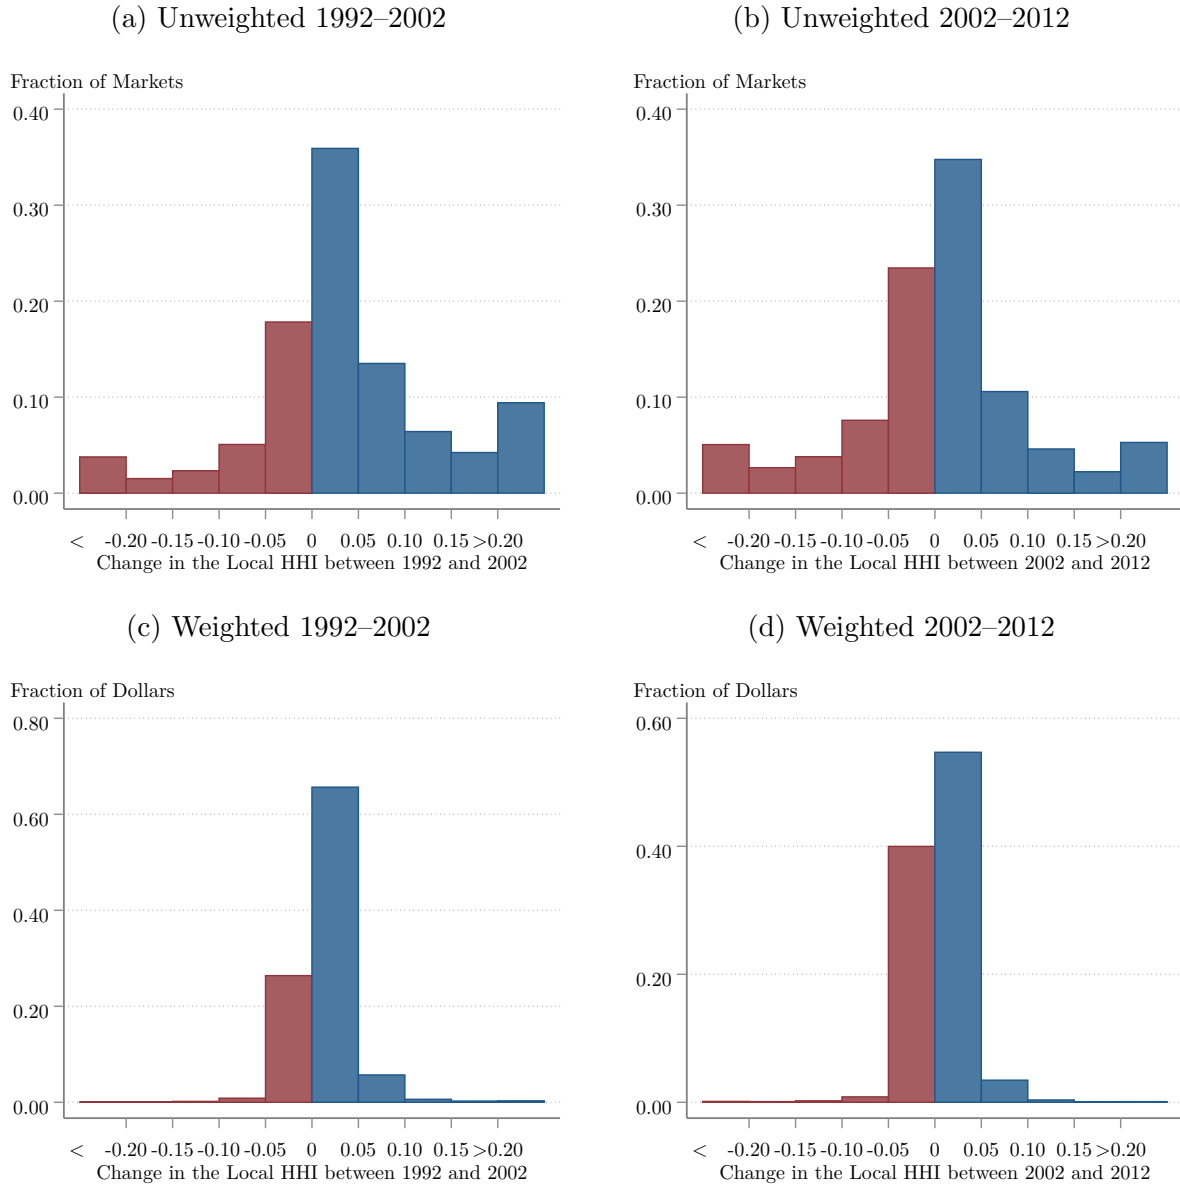 (a) Unweighted 1992–2002
Fraction of Markets
0.40
0.30
0.20
0.10
0.00
< -0.20 -0.15 -0.10 -0.05 0 0.05 0.10 0.15 >0.20
Change in the Local HHI between 1992 and 2002
(b) Unweighted 2002–2012
Fraction of Markets
0.40
0.30
0.20
0.10
0.00
< -0.20 -0.15 -0.10 -0.05 0 0.05 0.10 0.15 >0.20
Change in the Local HHI between 2002 and 2012
(c) Weighted 1992–2002
Fraction of Dollars
0.80
0.60
0.40
0.20
0.00
< -0.20 -0.15 -0.10 -0.05 0 0.05 0.10 0.15 >0.20
Change in the Local HHI between 1992 and 2002
(d) Weighted 2002–2012
Fraction of Dollars
0.60
0.40
0.20
0.00
< -0.20 -0.15 -0.10 -0.05 0 0.05 0.10 0.15 >0.20
Change in the Local HHI between 2002 and 2012